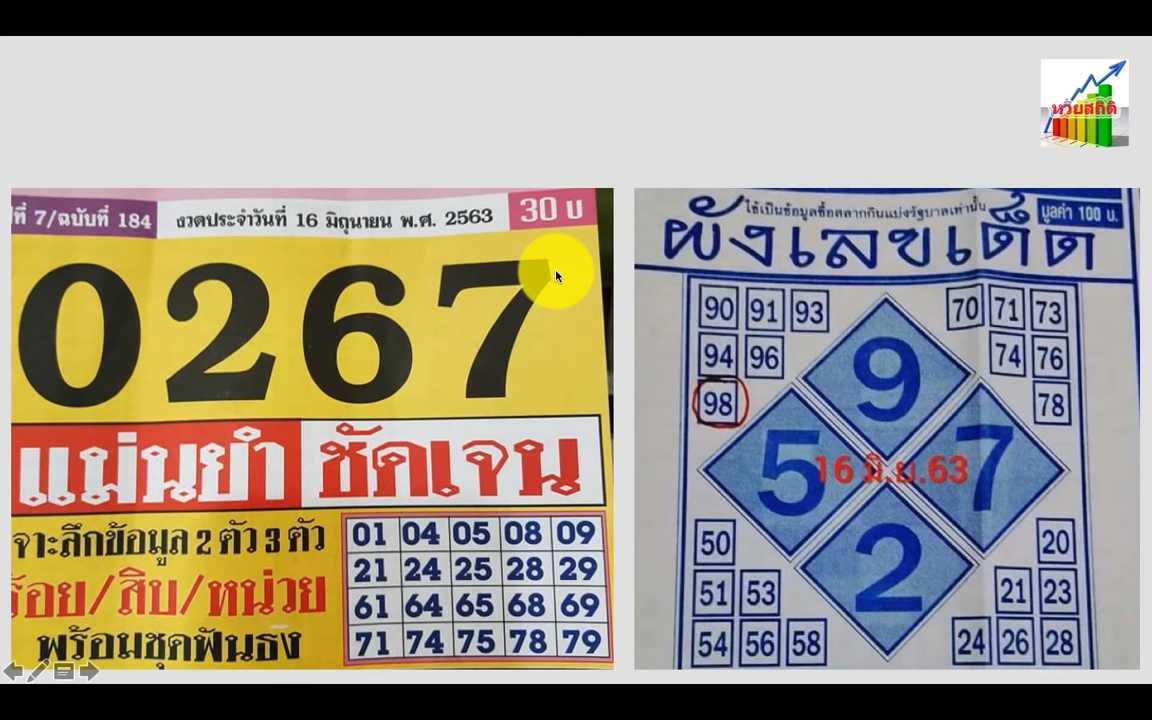 หวยสถิติ
ที่ 7/ฉบับที่ 184
งวดประจำวันที่ 16 มิถุนายน พ.ศ. 2563
30 บ
0267
แม่นยำ ชัดเจน
จาะลึกข้อมูล 2 ตัว 3 ตัว
ร้อย/สิบ/หน่วย
พร้อมชุดฟันธง
01 04 05 08 09
21 24 25 28 29
61 64 65 68 69
71 74 75 78 79
ใช้เป็นข้อมูลซื้อสลากกินแบ่งรัฐบาลเท่านั้น
มูลค่า 100 บ.
ผังเลขเด็ด
90 91 93
94 96
98
70 71 73
74 76
78
9
5 7
16 มิ.ย.63
2
50
51 53
54 56 58
20
21 23
24 26 28